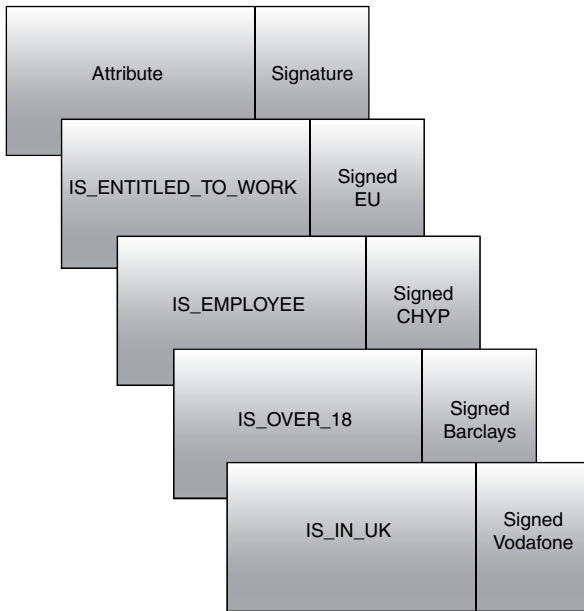 Attribute
Signature
IS_ENTITLED_TO_WORK
Signed
EU
IS_EMPLOYEE
Signed
CHYP
IS_OVER_18
Signed
Barclays
IS_IN_UK
Signed
Vodafone